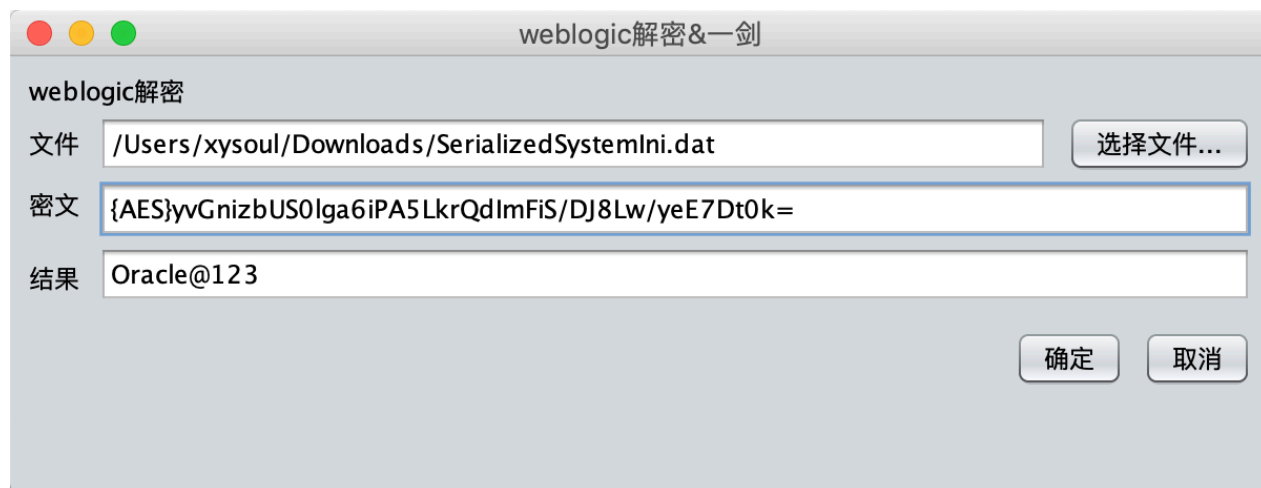 weblogic解密&一剑
weblogic解密
文件 /Users/xysoul/Downloads/SerializedSystemIni.dat 选择文件...
密文 {AES}yvGnizbUS0lga6iPA5LkrQdImFiS/DJ8Lw/yeE7Dt0k=
结果 Oracle@123
确定 取消